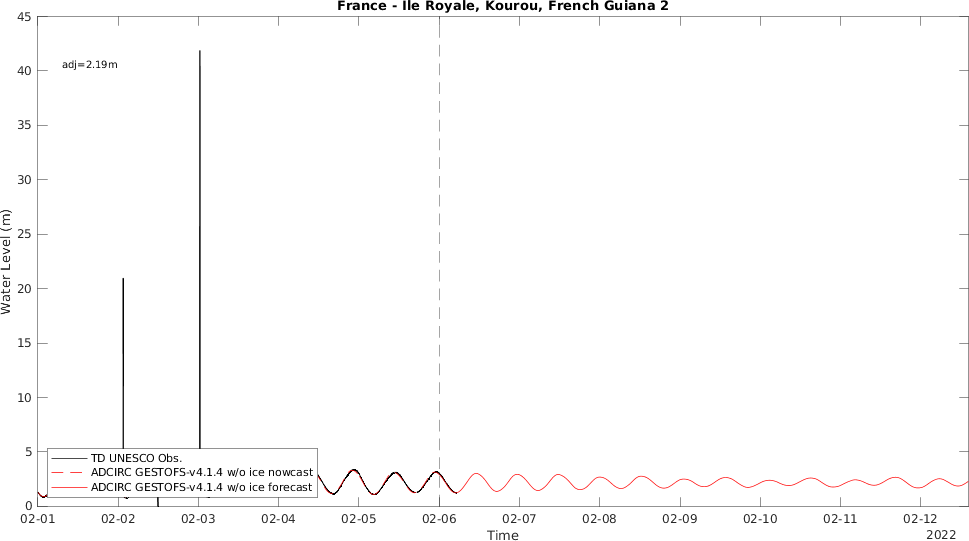 France - Ile Royale, Kourou, French Guiana 2
45
adj=2.19m
40
35
30
25
20
15
10
5
0
Water Level (m)
TD UNESCO Obs.
ADCIRC GESTOFS-v4.1.4 w/o ice nowcast
ADCIRC GESTOFS-v4.1.4 w/o ice forecast
02-01 02-02 02-03 02-04 02-05 02-06 02-07 02-08 02-09 02-10 02-11 02-12
Time
2022